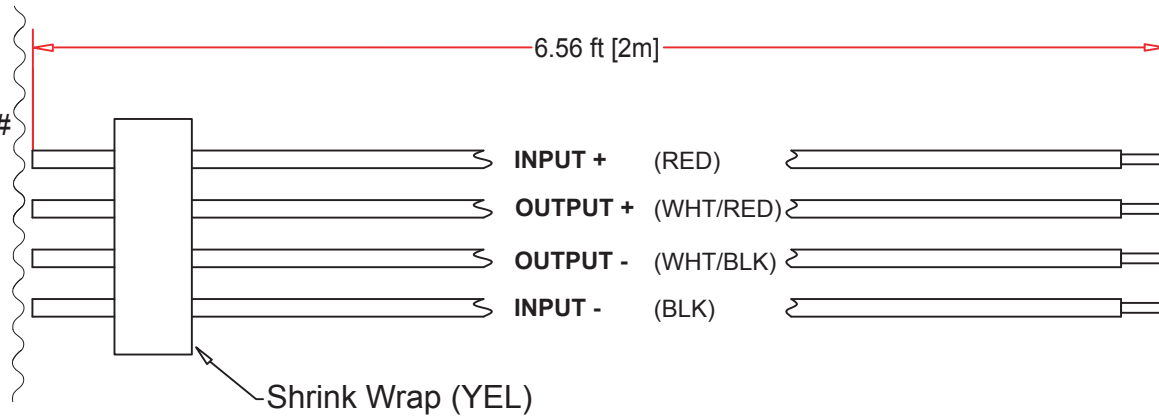 6.56 ft [2m]
#
INPUT + (RED)
OUTPUT + (WHT/RED)
OUTPUT - (WHT/BLK)
INPUT - (BLK)
Shrink Wrap (YEL)